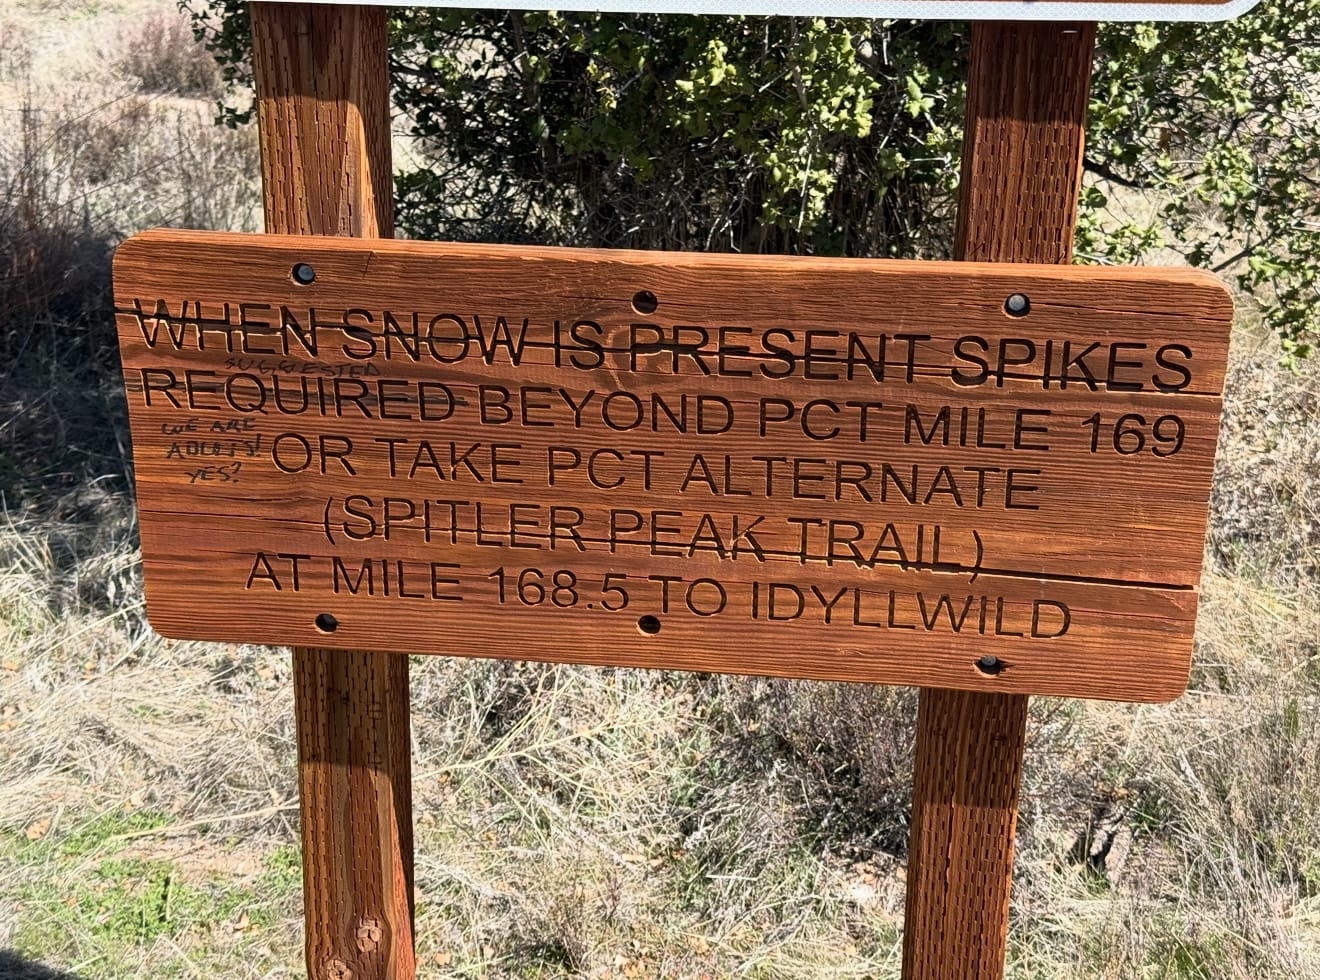 WHEN SNOW IS PRESENT SPIKES
SUGGESTED
REQUIRED BEYOND PCT MILE 169
WE ARE
ADULTS!
YES?
OR TAKE PCT ALTERNATE
(SPITLER PEAK TRAIL)
AT MILE 168.5 TO IDYLLWILD